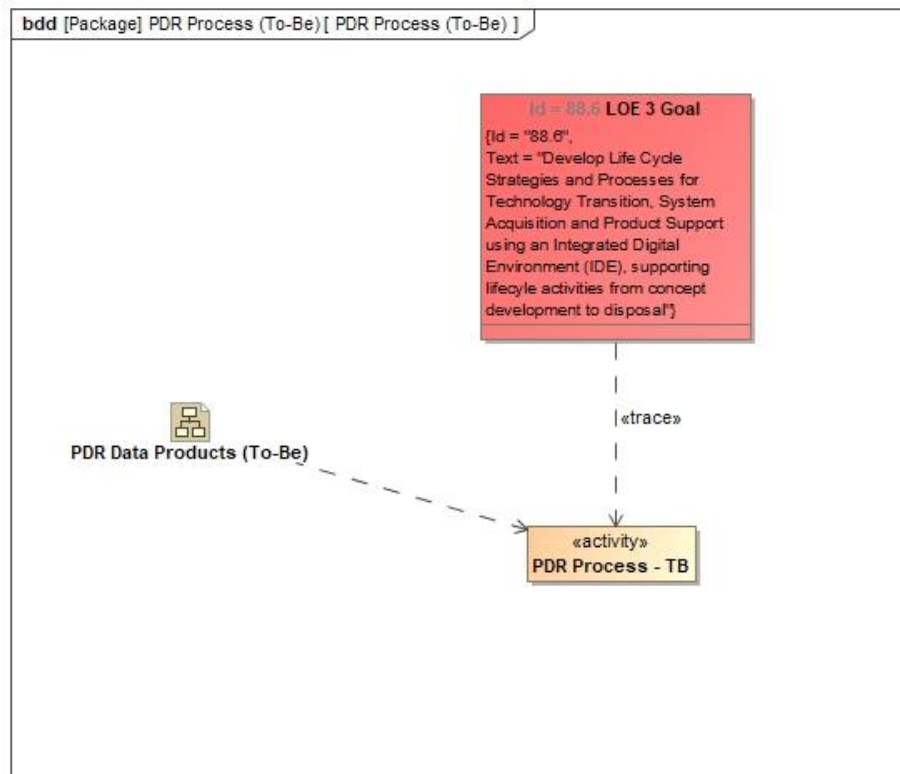 bdd [Package] PDR Process (To-Be) [ PDR Process (To-Be) ]
Id = 88.6 LOE 3 Goal
{Id = "88.6",
Text = "Develop Life Cycle
Strategies and Processes for
Technology Transition, System
Acquisition and Product Support
using an Integrated Digital
Environment (IDE), supporting
lifecyle activities from concept
development to disposal"}
«trace»
PDR Data Products (To-Be)
«activity»
PDR Process - TB